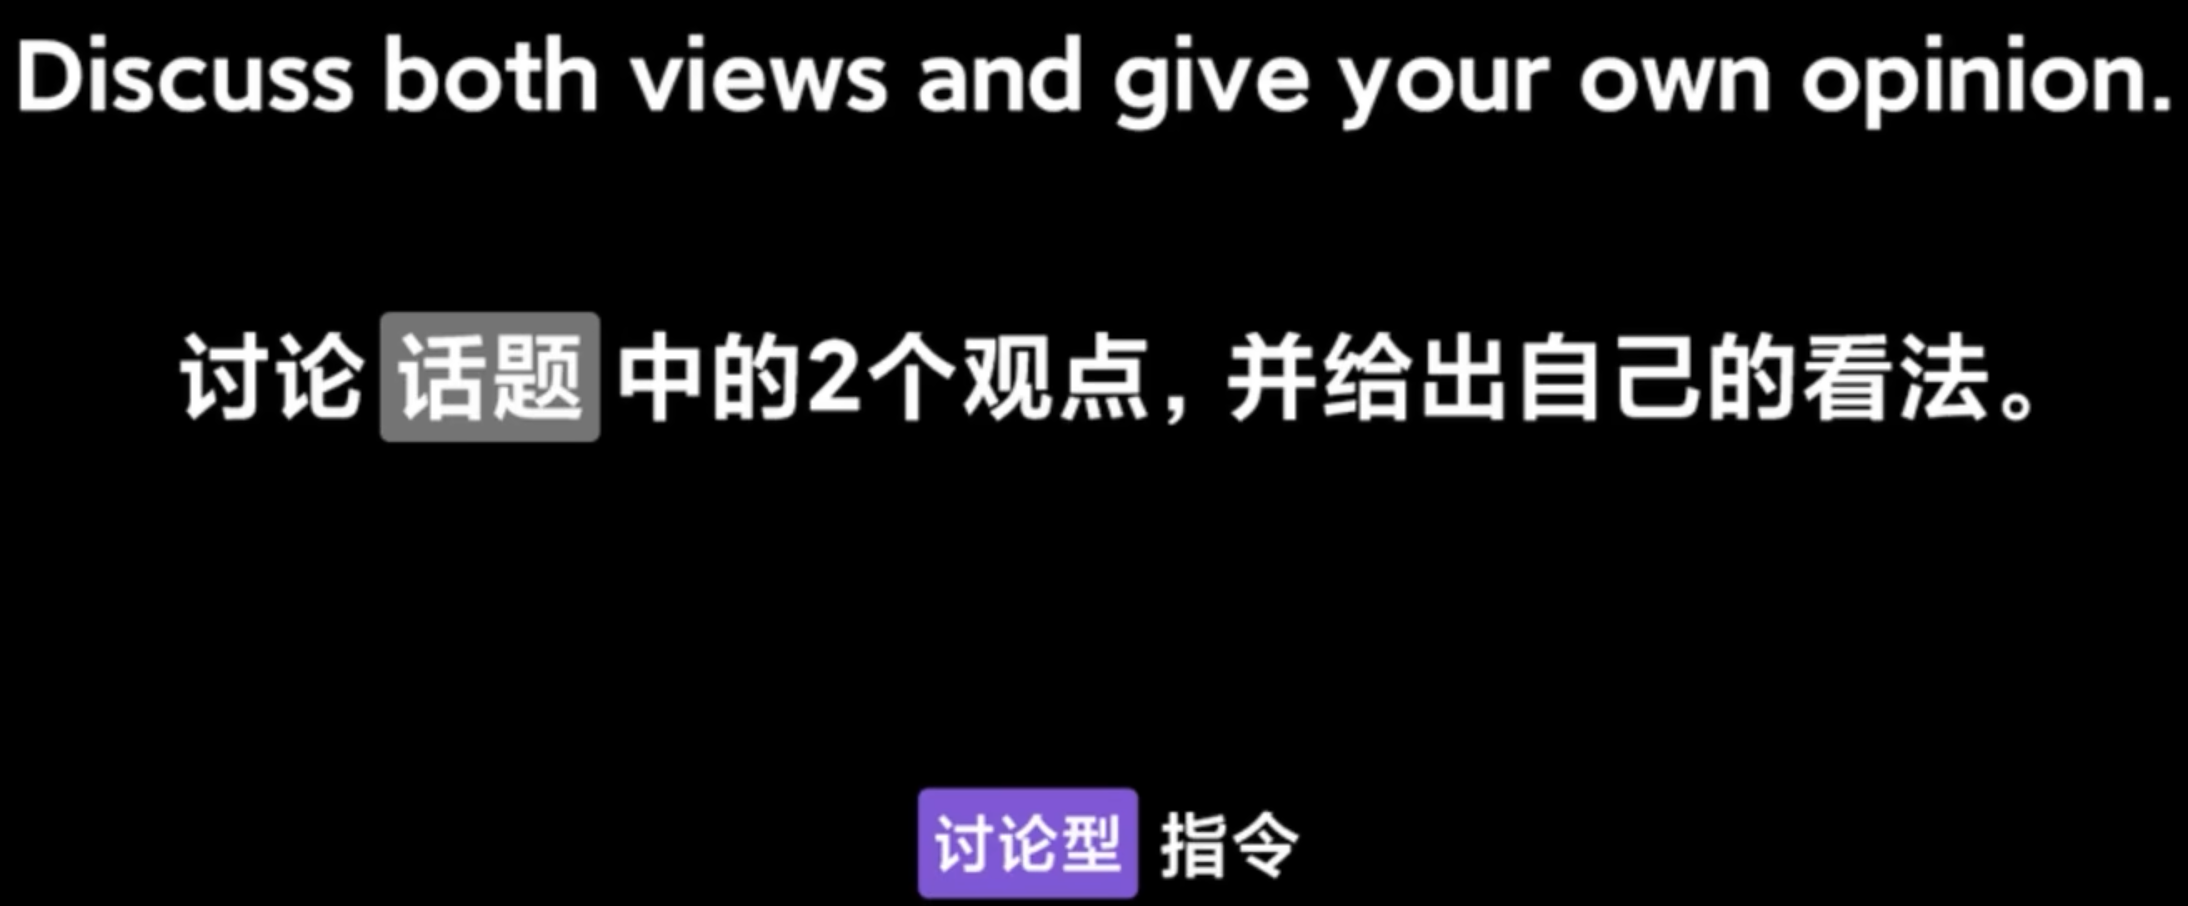 Discuss both views and give your own opinion.
讨论 话题 中的2个观点，并给出自己的看法。
讨论型 指令